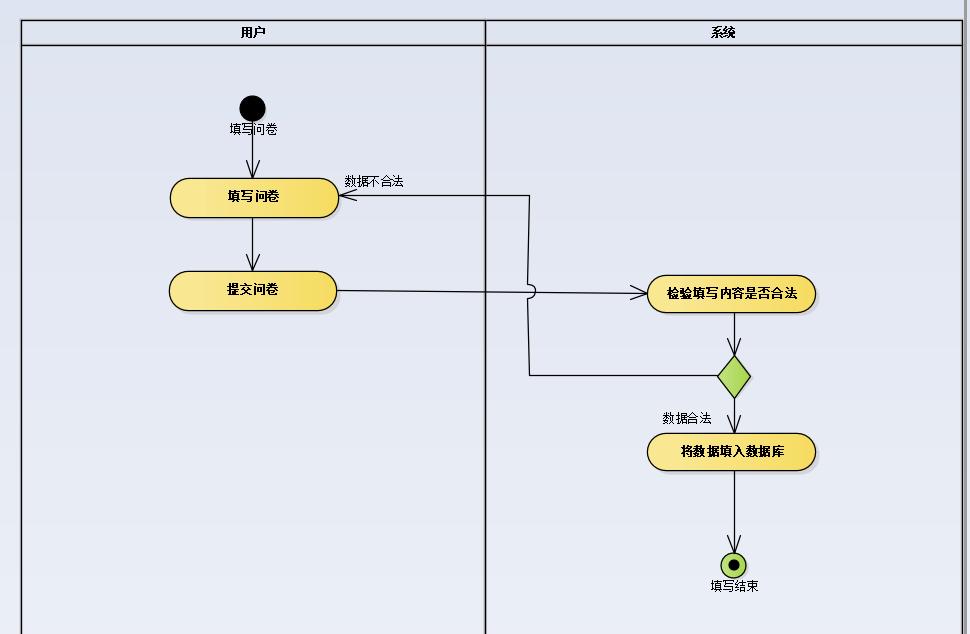 用户
系统
填写问卷
数据不合法
填写问卷
提交问卷
检验填写内容是否合法
数据合法
将数据填入数据库
填写结束